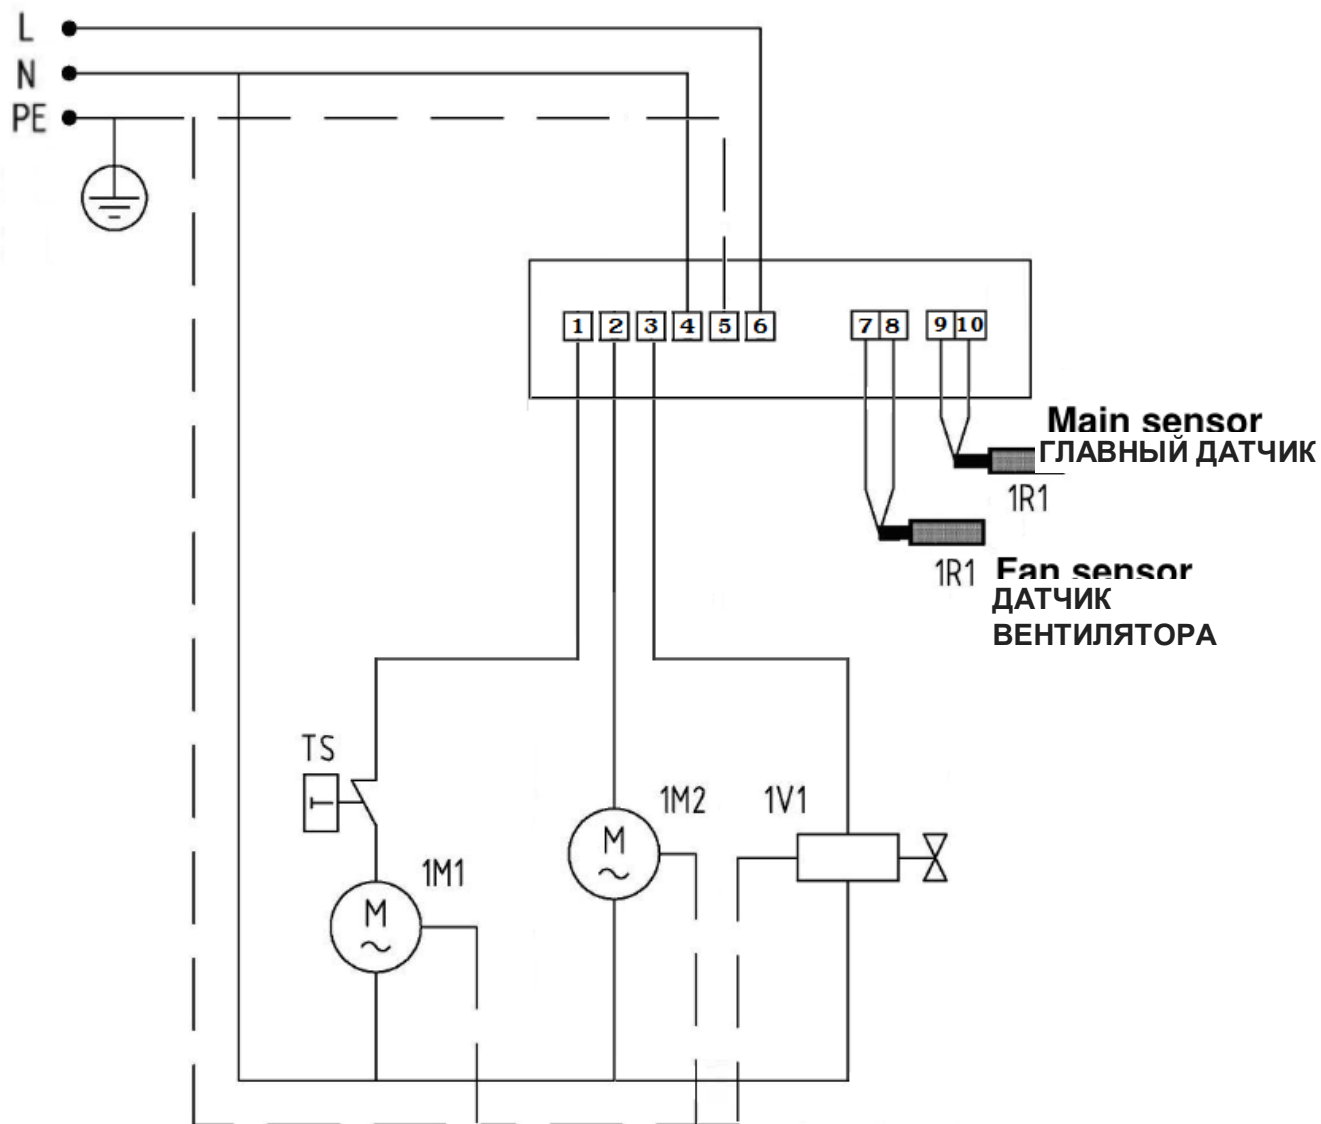 L
N
PE
1 2 3 4 5 6 7 8 9 10
Main sensor
ГЛАВНЫЙ ДАТЧИК
1R1
1R1 Fan sensor
ДАТЧИК
ВЕНТИЛЯТОРА
TS
T
1M2
1V1
M
1M1
M